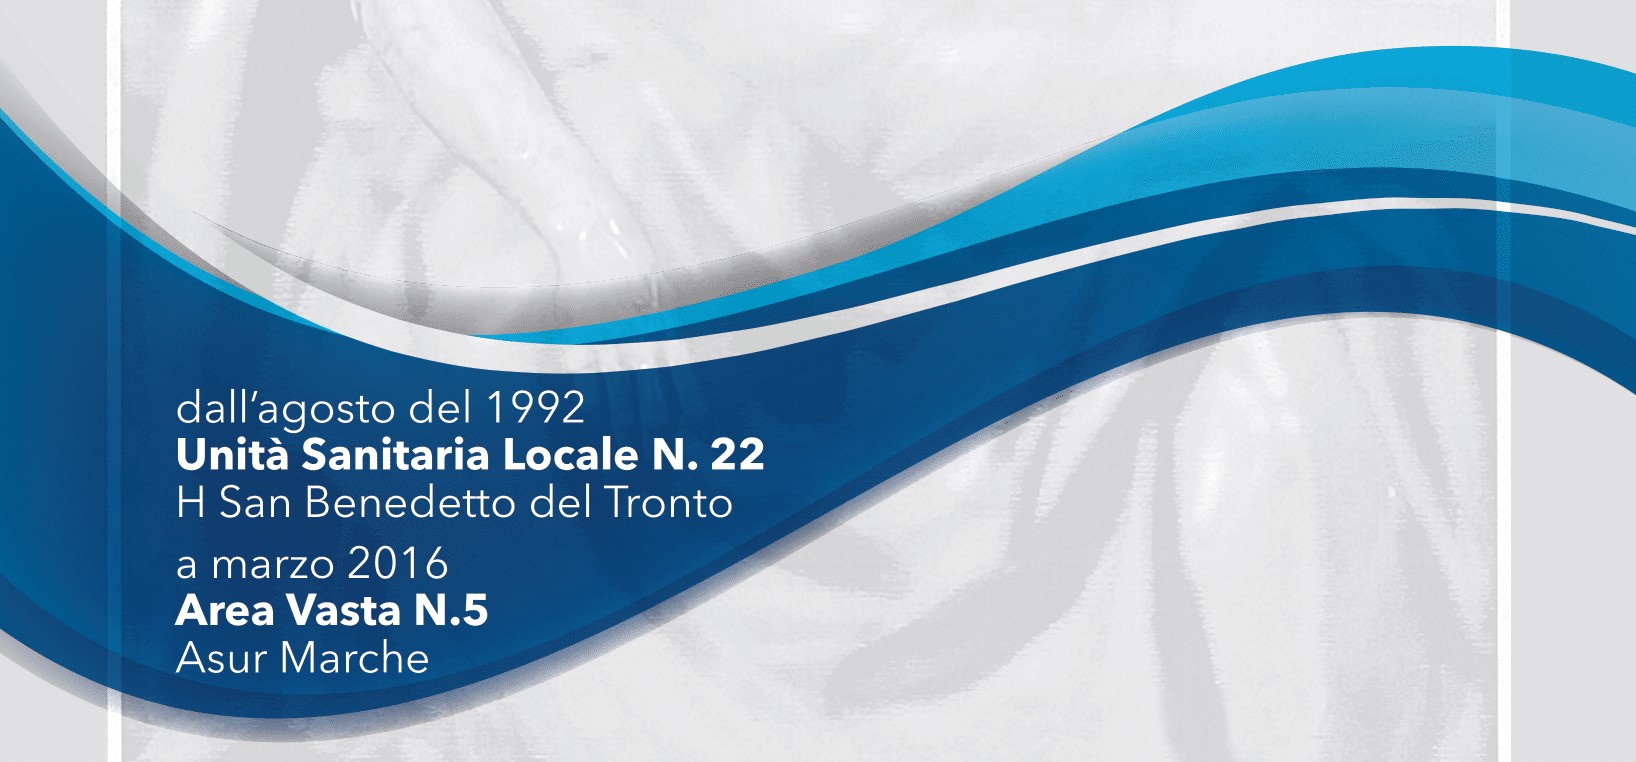 dall’agosto del 1992
Unità Sanitaria Locale N. 22
H San Benedetto del Tronto
a marzo 2016
Area Vasta N.5
Asur Marche